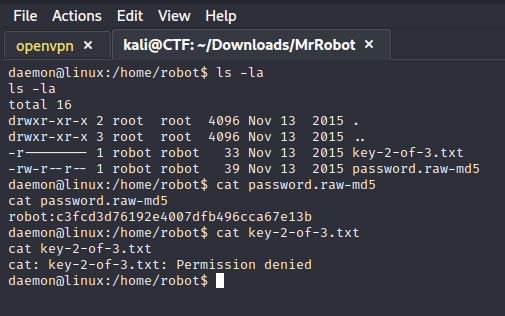 File Actions Edit View Help
openvpn × kali@CTF: ~/Downloads/MrRobot ×
daemon@linux:/home/robot$ ls -la
ls -la
total 16
drwxr-xr-x 2 root root 4096 Nov 13 2015 .
drwxr-xr-x 3 root root 4096 Nov 13 2015 ..
-r-------- 1 robot robot 33 Nov 13 2015 key-2-of-3.txt
-rw-r--r-- 1 robot robot 39 Nov 13 2015 password.raw-md5
daemon@linux:/home/robot$ cat password.raw-md5
cat password.raw-md5
robot:c3fcd3d76192e4007dfb496cca67e13b
daemon@linux:/home/robot$ cat key-2-of-3.txt
cat key-2-of-3.txt
cat: key-2-of-3.txt: Permission denied
daemon@linux:/home/robot$